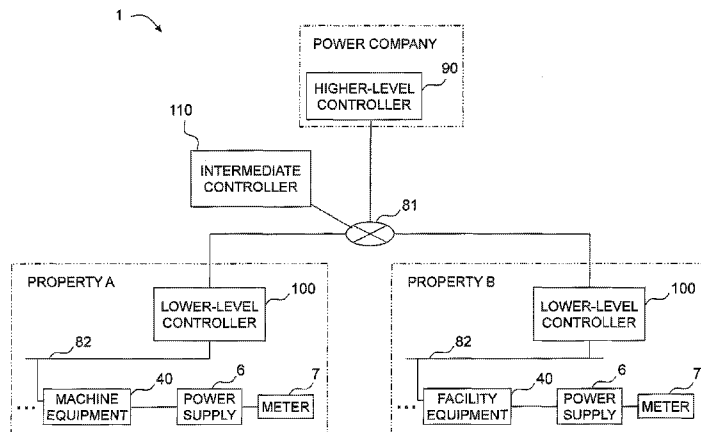 1
POWER COMPANY
90
HIGHER-LEVEL
CONTROLLER
110
INTERMEDIATE
CONTROLLER
81
PROPERTY A
LOWER-LEVEL
CONTROLLER
100
82
40
6
7
...
MACHINE
EQUIPMENT
POWER
SUPPLY
METER
PROPERTY B
LOWER-LEVEL
CONTROLLER
100
82
40
6
7
...
FACILITY
EQUIPMENT
POWER
SUPPLY
METER